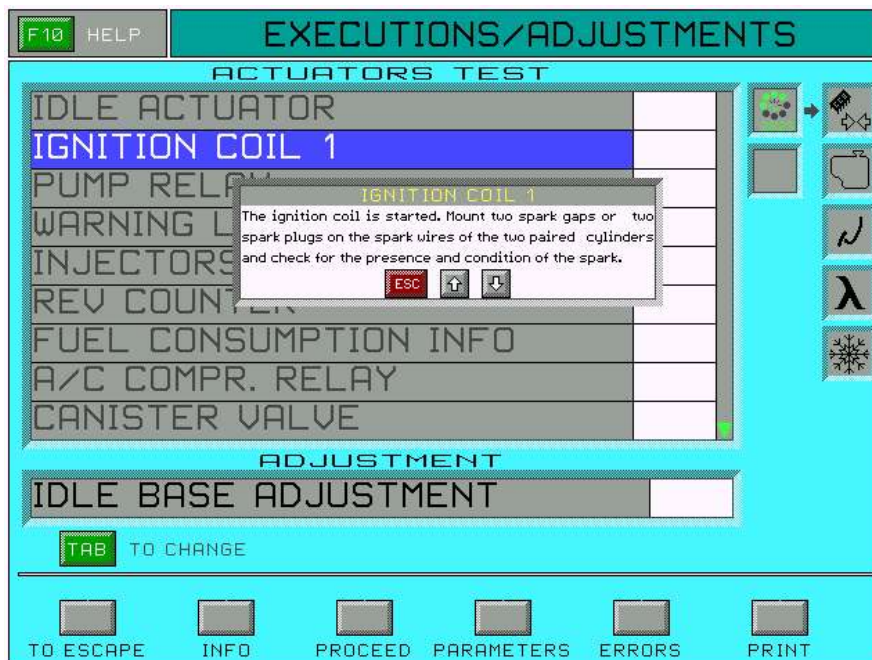 F10 HELP
EXECUTIONS/ADJUSTMENTS
ACTUATORS TEST
IDLE ACTUATOR
IGNITION COIL 1
PUMP RELAY
WARNING L
INJECTORS
REV COUNTER
IGNITION COIL 1
The ignition coil is started. Mount two spark gaps or two
spark plugs on the spark wires of the two paired cylinders
and check for the presence and condition of the spark.
ESC
FUEL CONSUMPTION INFO
A/C COMPR. RELAY
CANISTER VALVE
λ
ADJUSTMENT
IDLE BASE ADJUSTMENT
TAB TO CHANGE
TO ESCAPE INFO PROCEED PARAMETERS ERRORS PRINT